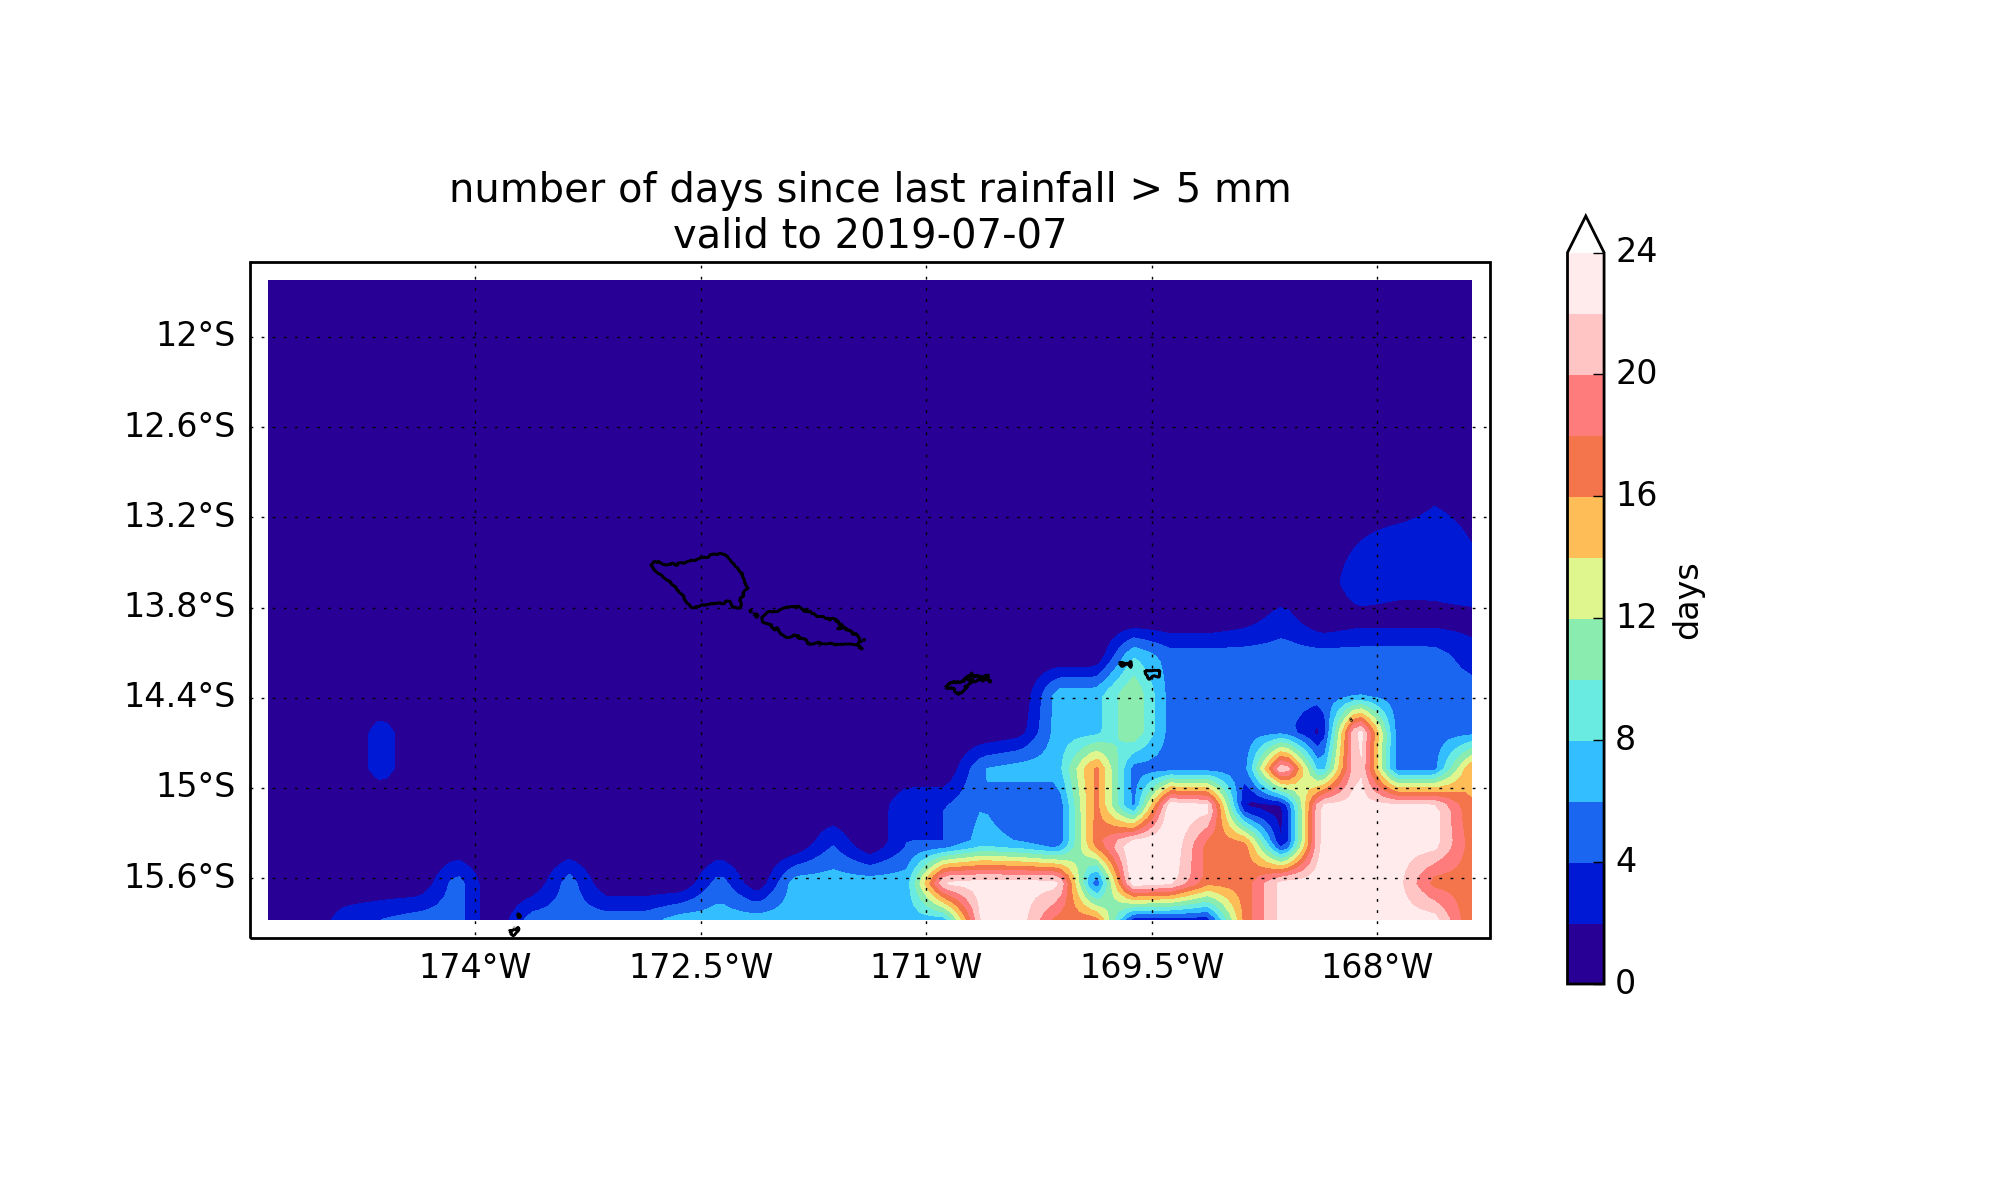 number of days since last rainfall > 5 mm
valid to 2019-07-07
12°S
12.6°S
13.2°S
13.8°S
14.4°S
15°S
15.6°S
174°W
172.5°W
171°W
169.5°W
168°W
24
20
16
12
8
4
0
days